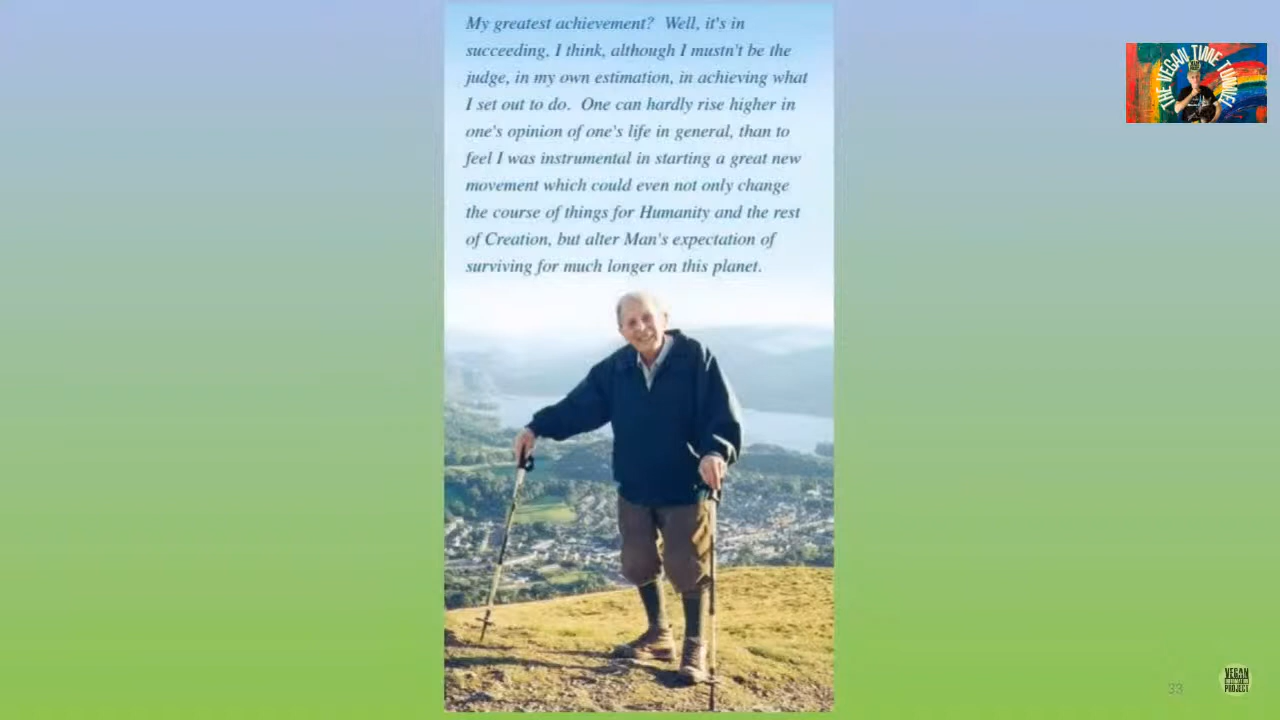 My greatest achievement? Well, it's in
succeeding, I think, although I mustn't be the
judge, in my own estimation, in achieving what
I set out to do. One can hardly rise higher in
one's opinion of one's life in general, than to
feel I was instrumental in starting a great new
movement which could even not only change
the course of things for Humanity and the rest
of Creation, but alter Man's expectation of
surviving for much longer on this planet.
THE VEGAN TIME TUNNEL
33
VEGAN
PROJECT